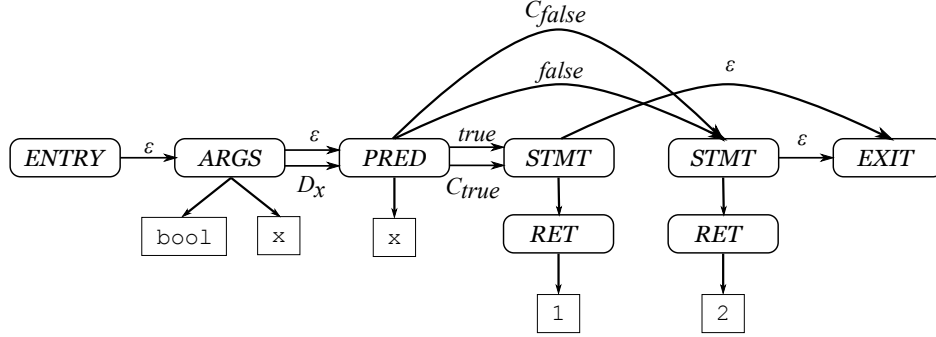 C_false
false
ε
ε
ε
true
ε
ENTRY
ARGS
PRED
STMT
STMT
EXIT
D_x
C_true
bool
x
x
RET
RET
1
2